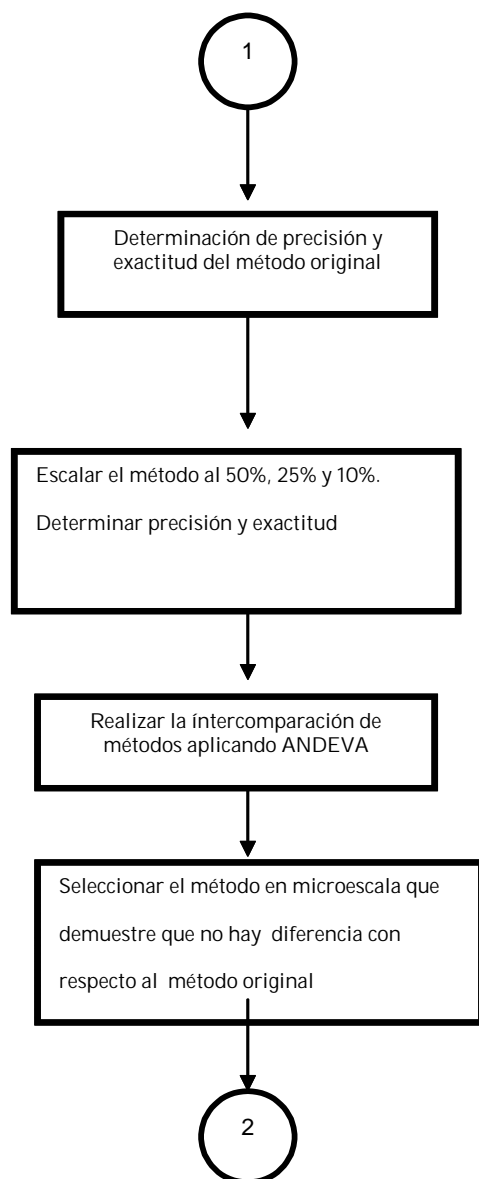 1
Determinación de precisión y
exactitud del método original
Escalar el método al 50%, 25% y 10%.
Determinar precisión y exactitud
Realizar la íntercomparación de
métodos aplicando ANDEVA
Seleccionar el método en microescala que
demuestre que no hay diferencia con
respecto al método original
2